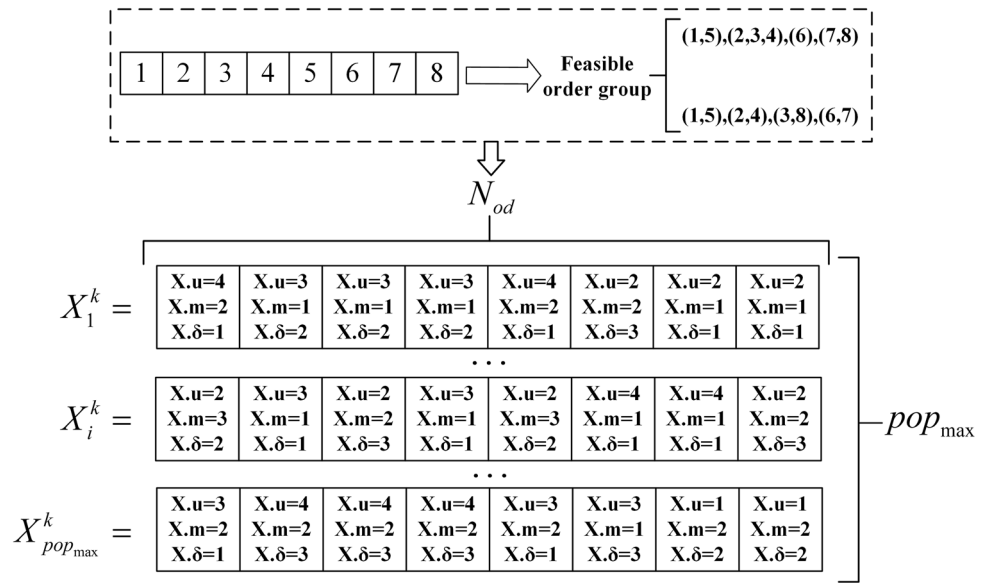 (1,5),(2,3,4),(6),(7,8)
1 2 3 4 5 6 7 8
Feasible
order group
(1,5),(2,4),(3,8),(6,7)
N_od
X.u=4 X.u=3 X.u=3 X.u=3 X.u=4 X.u=2 X.u=2 X.u=2
X_1^k = X.m=2 X.m=1 X.m=1 X.m=1 X.m=2 X.m=2 X.m=1 X.m=1
X.δ=1 X.δ=2 X.δ=2 X.δ=2 X.δ=1 X.δ=3 X.δ=1 X.δ=1
...
X.u=2 X.u=3 X.u=2 X.u=3 X.u=2 X.u=4 X.u=4 X.u=2
X_i^k = X.m=3 X.m=1 X.m=2 X.m=1 X.m=3 X.m=1 X.m=1 X.m=2
X.δ=2 X.δ=1 X.δ=3 X.δ=1 X.δ=2 X.δ=1 X.δ=1 X.δ=3
pop_max
...
X.u=3 X.u=4 X.u=4 X.u=4 X.u=3 X.u=3 X.u=1 X.u=1
X_{pop_max}^k = X.m=2 X.m=2 X.m=2 X.m=2 X.m=2 X.m=1 X.m=2 X.m=2
X.δ=1 X.δ=3 X.δ=3 X.δ=3 X.δ=1 X.δ=3 X.δ=2 X.δ=2